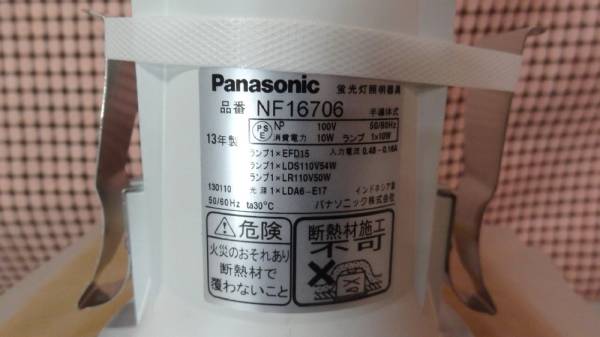 Panasonic 蛍光灯照明器具
品番 NF16706 半導体式
13年製 PSE NP 100V 50/60Hz
消費電力 10W ランプ 1×10W
ランプ1×EFD15 入力電流 0.48-0.16A
ランプ1×LDS110V54W
ランプ1×LR110V50W
130110 光源1×LDA6-E17 インドネシア製
50/60Hz ta30℃ パナソニック株式会社
危険
火災のおそれあり
断熱材で
覆わないこと
断熱材施工
不可